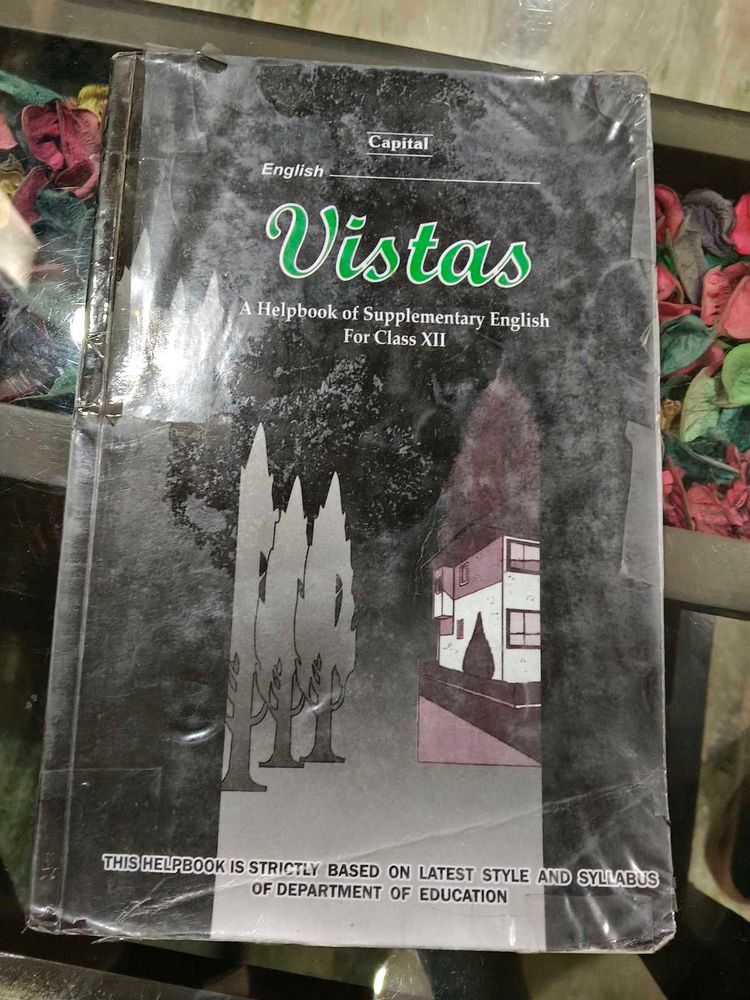 Capital
English
Vistas
A Helpbook of Supplementary English
For Class XII
THIS HELPBOOK IS STRICTLY BASED ON LATEST STYLE AND SYLLABUS
OF DEPARTMENT OF EDUCATION